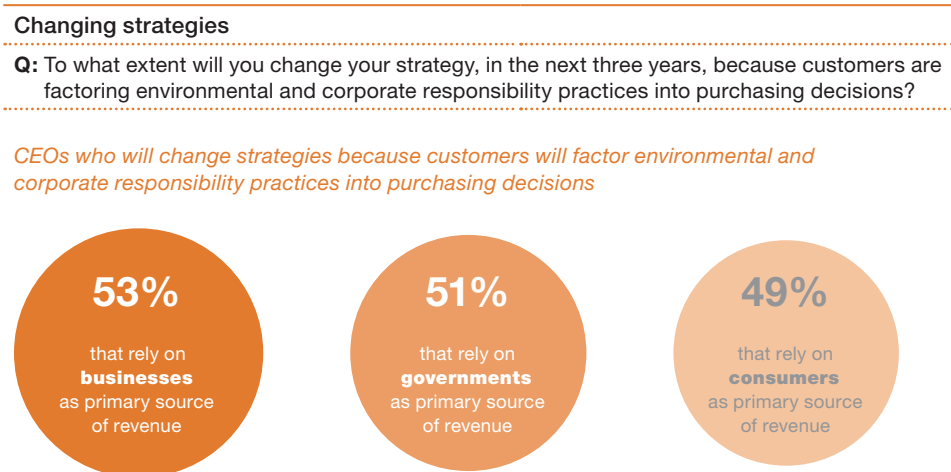 Changing strategies
Q: To what extent will you change your strategy, in the next three years, because customers are
factoring environmental and corporate responsibility practices into purchasing decisions?
CEOs who will change strategies because customers will factor environmental and
corporate responsibility practices into purchasing decisions
53%
that rely on
businesses
as primary source
of revenue
51%
that rely on
governments
as primary source
of revenue
49%
that rely on
consumers
as primary source
of revenue